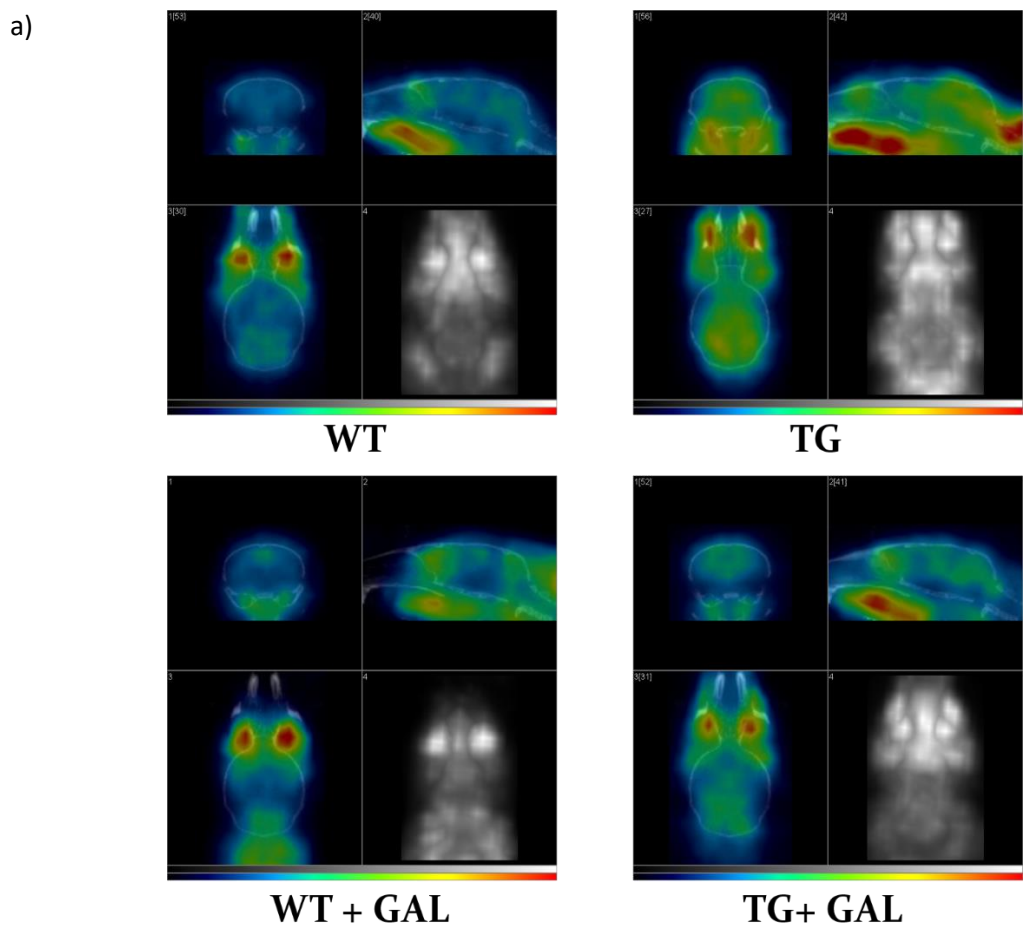 a)
1[53] 2[40]
3[30] 4
WT
1[56] 2[42]
3[27] 4
TG
1 2
3 4
WT + GAL
1[52] 2[41]
3[31] 4
TG+ GAL